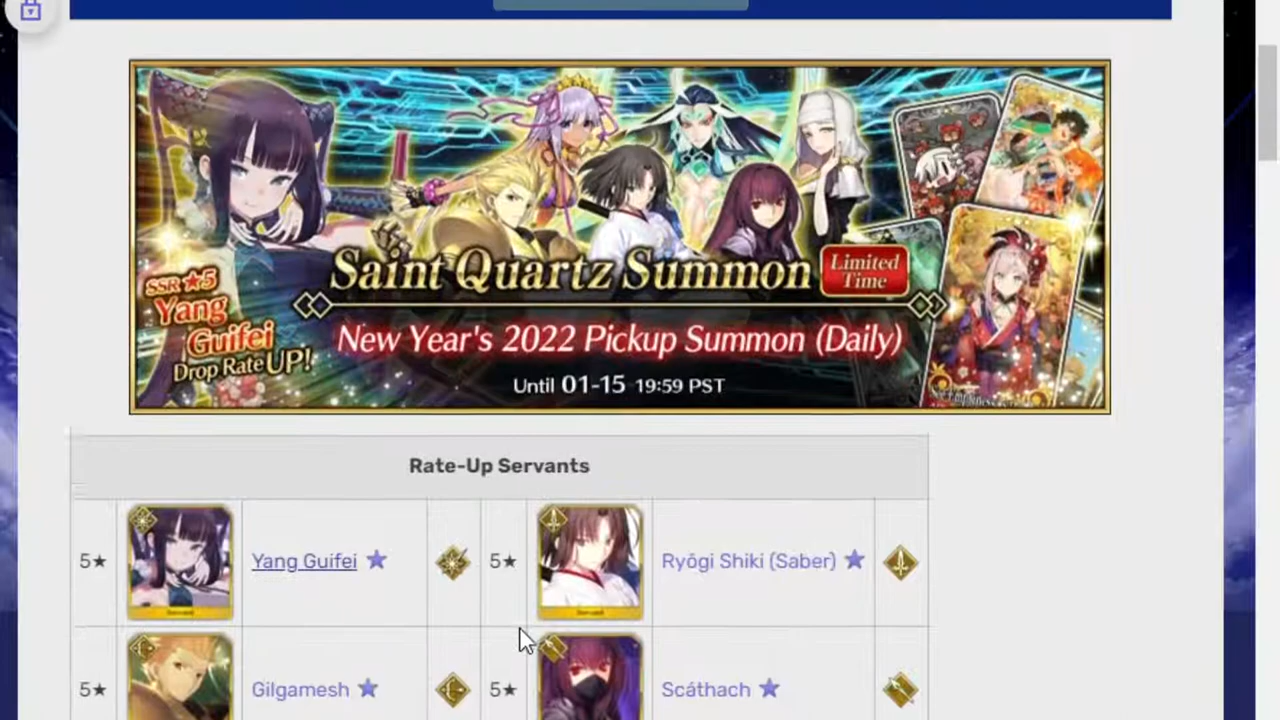 SSR ★5
Yang
Guifei
Drop Rate UP!
Saint Quartz Summon
Limited
Time
New Year's 2022 Pickup Summon (Daily)
Until 01-15 19:59 PST
Rate-Up Servants
5★ Yang Guifei ★ 5★ Ryōgi Shiki (Saber) ★
5★ Gilgamesh ★ 5★ Scáthach ★